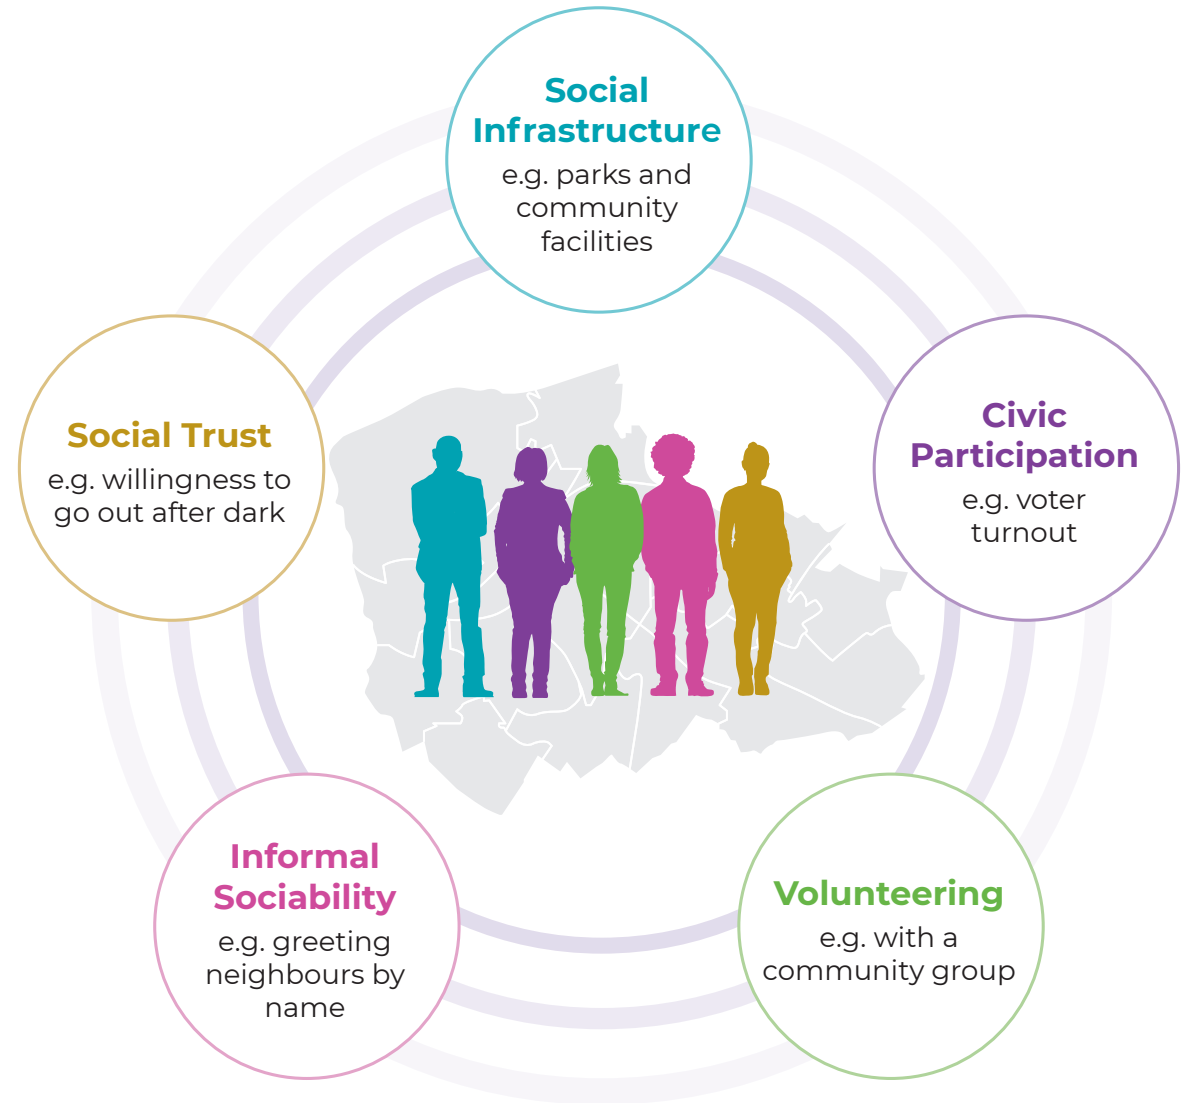 Social
Infrastructure
e.g. parks and
community
facilities
Civic
Participation
e.g. voter
turnout
Volunteering
e.g. with a
community group
Informal
Sociability
e.g. greeting
neighbours by
name
Social Trust
e.g. willingness to
go out after dark